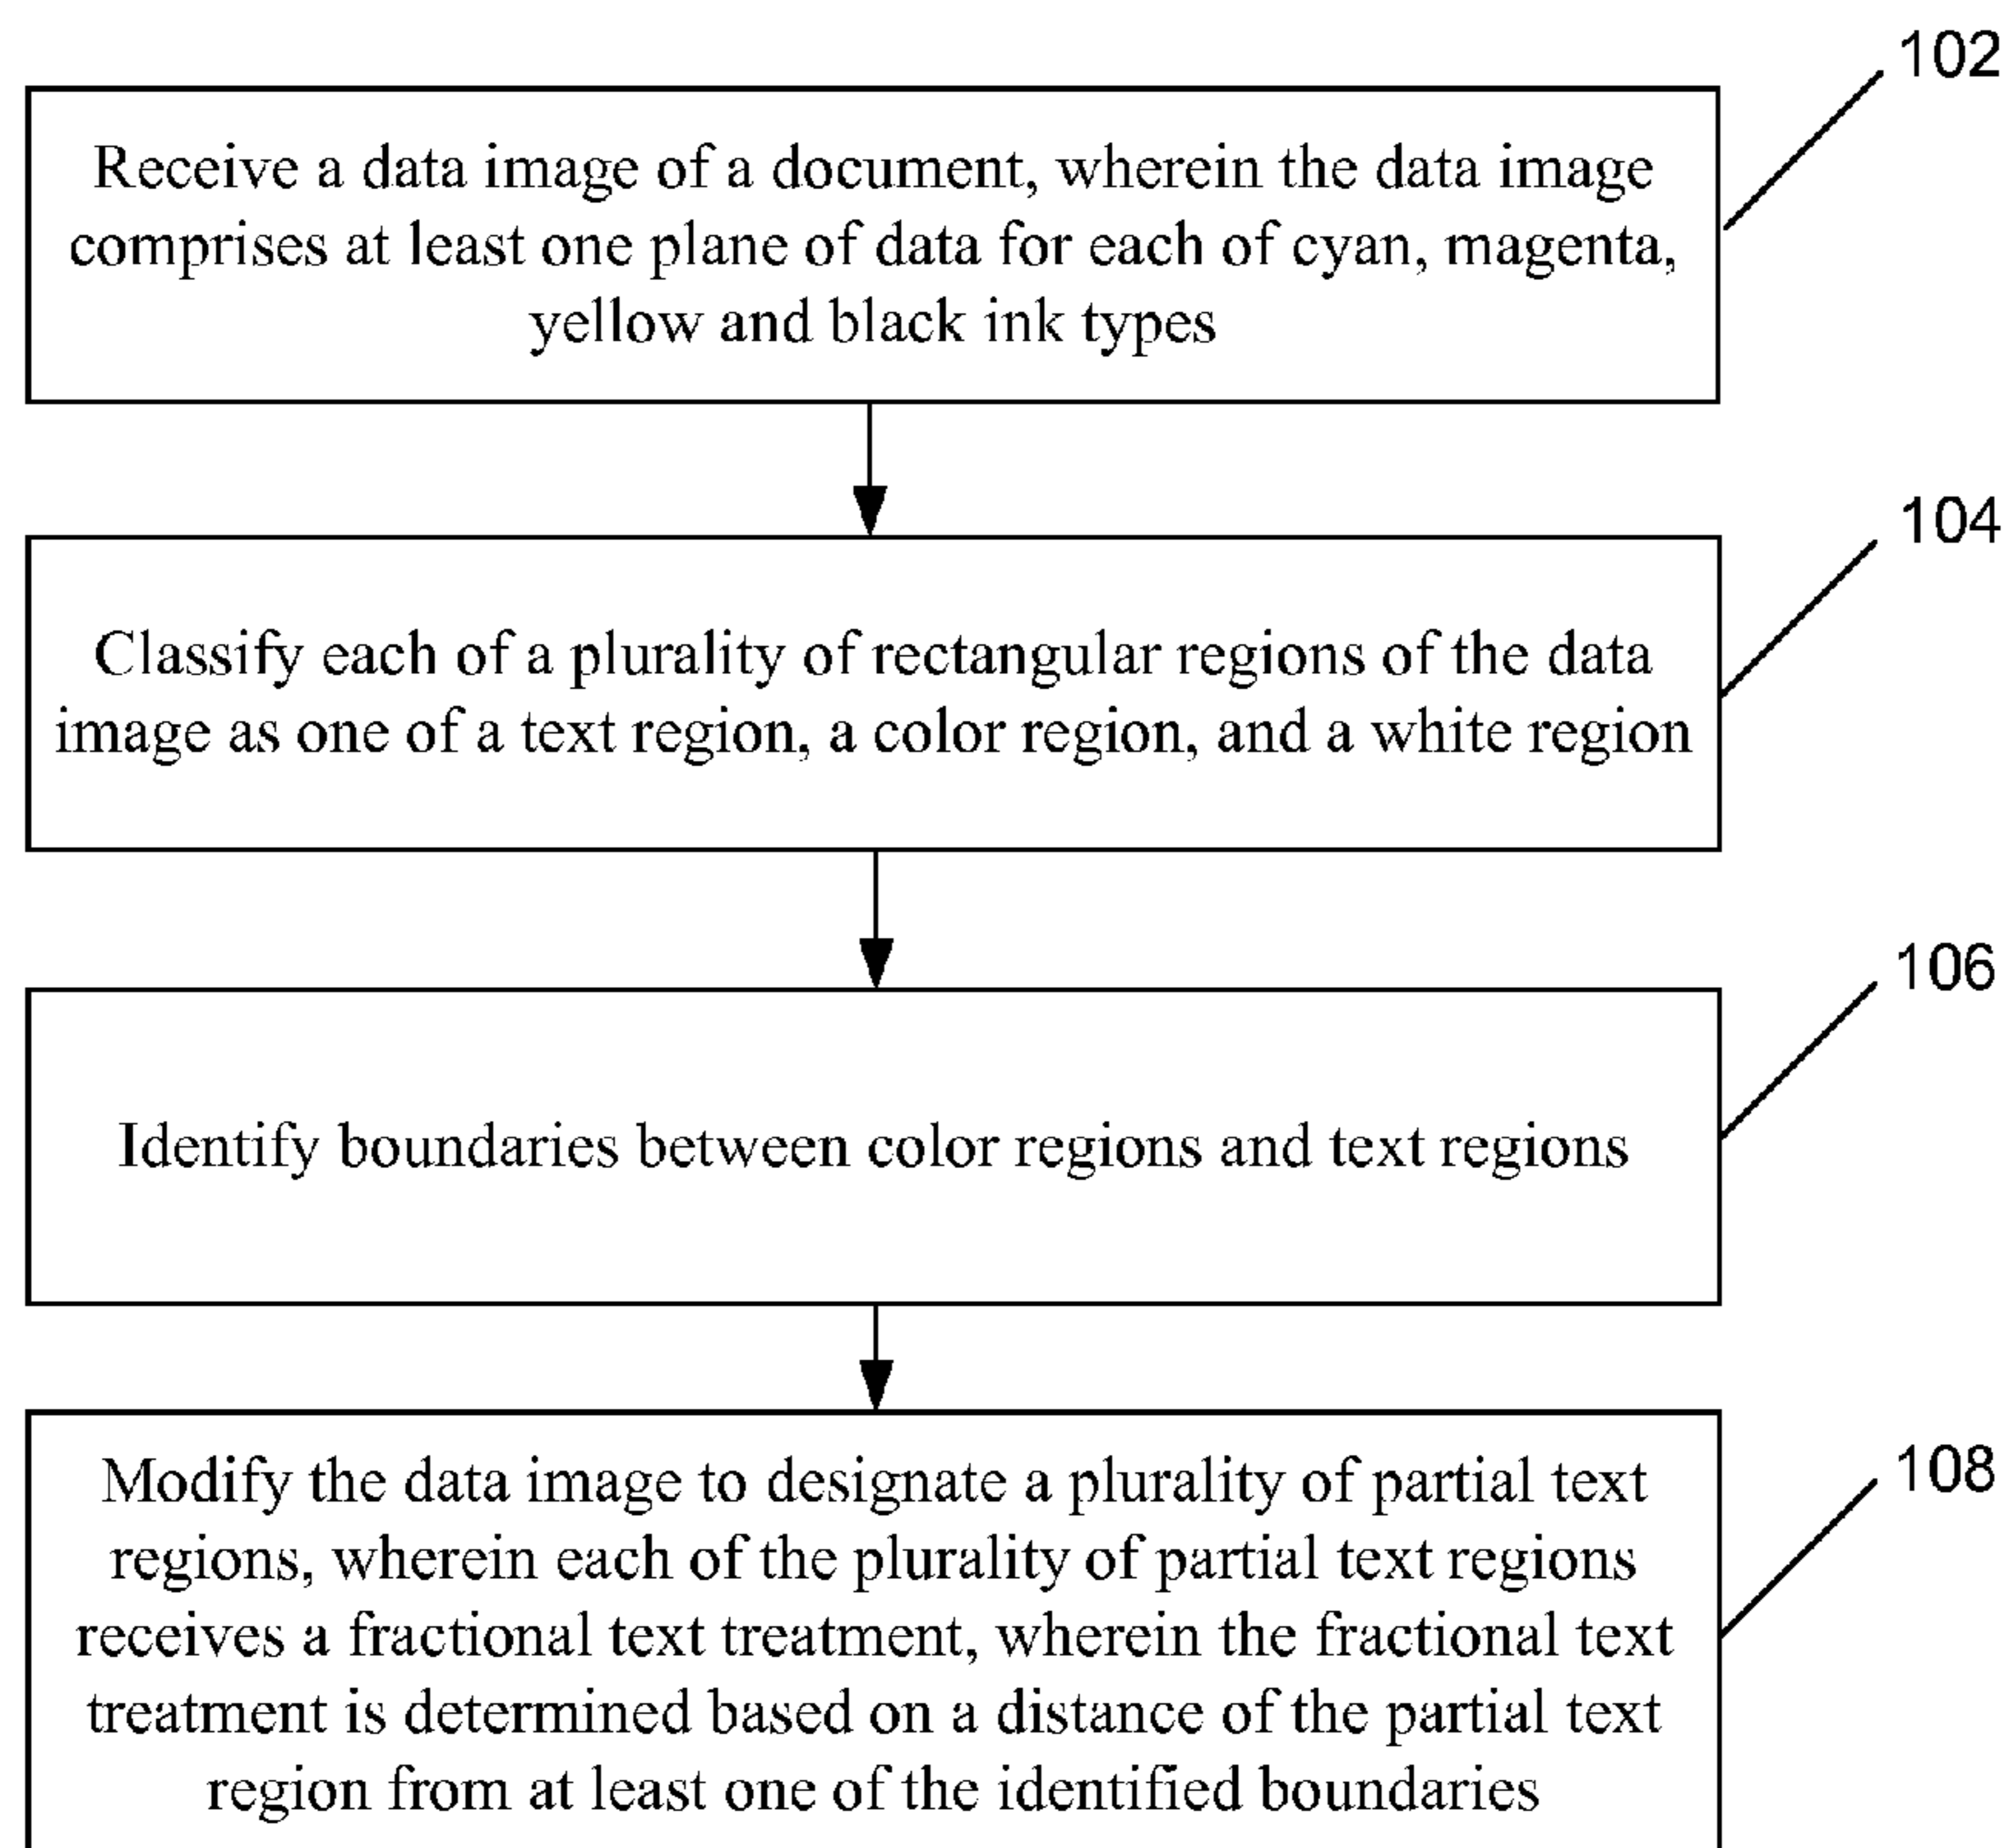 102
Receive a data image of a document, wherein the data image
comprises at least one plane of data for each of cyan, magenta,
yellow and black ink types
104
Classify each of a plurality of rectangular regions of the data
image as one of a text region, a color region, and a white region
106
Identify boundaries between color regions and text regions
108
Modify the data image to designate a plurality of partial text
regions, wherein each of the plurality of partial text regions
receives a fractional text treatment, wherein the fractional text
treatment is determined based on a distance of the partial text
region from at least one of the identified boundaries